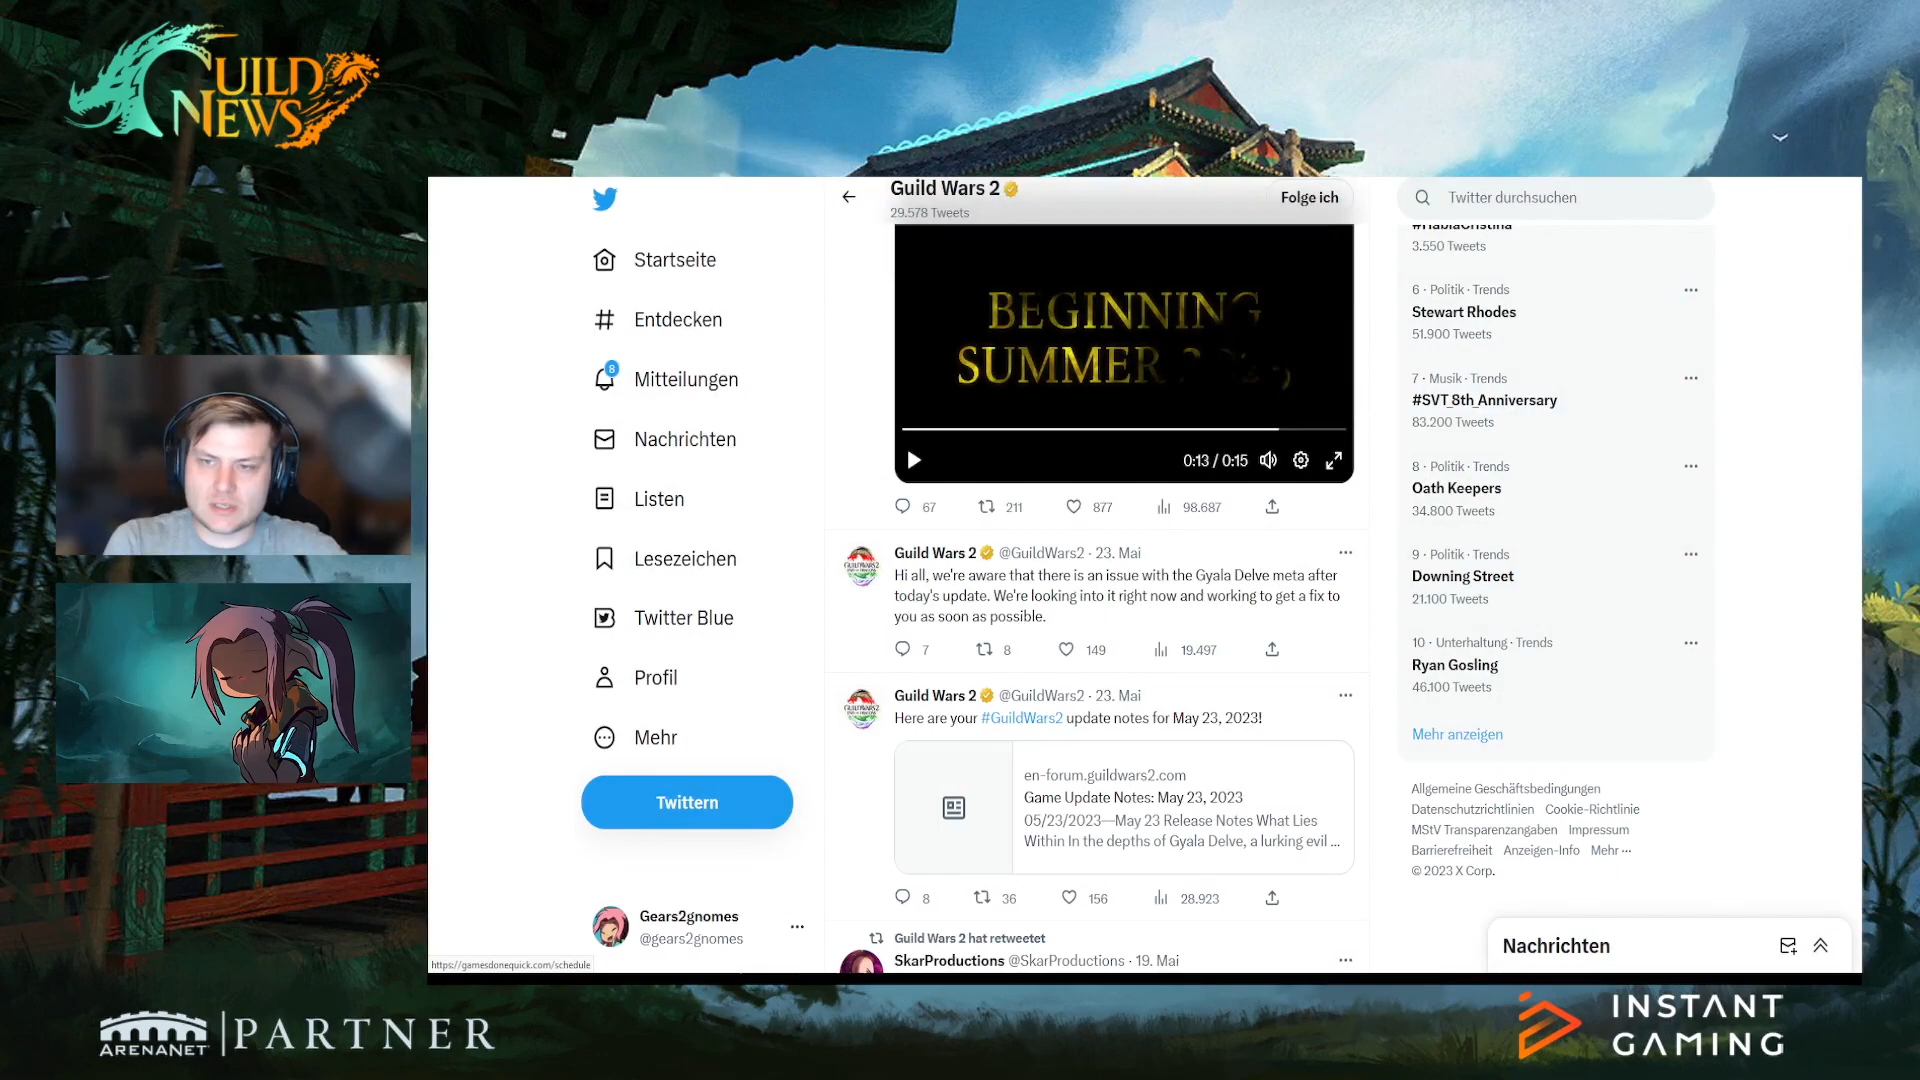 GUILD
NEWS
Startseite
Entdecken
8
Mitteilungen
Nachrichten
Listen
Lesezeichen
Twitter Blue
Profil
Mehr
Twittern
Gears2gnomes
@gears2gnomes
https://gamesdonequick.com/schedule
Guild Wars 2
29.578 Tweets
Folge ich
BEGINNING
SUMMER 2023
0:13 / 0:15
67 211 877 98.687
Guild Wars 2 @GuildWars2 · 23. Mai
Hi all, we're aware that there is an issue with the Gyala Delve meta after
today's update. We're looking into it right now and working to get a fix to
you as soon as possible.
7 8 149 19.497
Guild Wars 2 @GuildWars2 · 23. Mai
Here are your #GuildWars2 update notes for May 23, 2023!
en-forum.guildwars2.com
Game Update Notes: May 23, 2023
05/23/2023—May 23 Release Notes What Lies
Within In the depths of Gyala Delve, a lurking evil ...
8 36 156 28.923
Guild Wars 2 hat retweetet
SkarProductions @SkarProductions · 19. Mai
Twitter durchsuchen
#HablaCristina
3.550 Tweets
6 · Politik · Trends
Stewart Rhodes
51.900 Tweets
7 · Musik · Trends
#SVT_8th_Anniversary
83.200 Tweets
8 · Politik · Trends
Oath Keepers
34.800 Tweets
9 · Politik · Trends
Downing Street
21.100 Tweets
10 · Unterhaltung · Trends
Ryan Gosling
46.100 Tweets
Mehr anzeigen
Allgemeine Geschäftsbedingungen
Datenschutzrichtlinien Cookie-Richtlinie
MStV Transparenzangaben Impressum
Barrierefreiheit Anzeigen-Info Mehr ···
© 2023 X Corp.
Nachrichten
ARENANET | PARTNER
INSTANT
GAMING